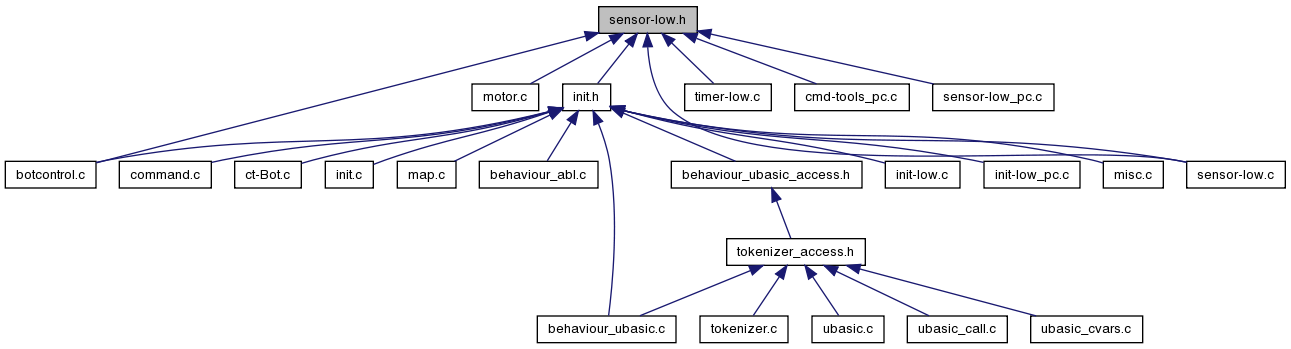 sensor-low.h
motor.c
init.h
timer-low.c
cmd-tools_pc.c
sensor-low_pc.c
botcontrol.c
command.c
ct-Bot.c
init.c
map.c
behaviour_abl.c
behaviour_ubasic_access.h
init-low.c
init-low_pc.c
misc.c
sensor-low.c
tokenizer_access.h
behaviour_ubasic.c
tokenizer.c
ubasic.c
ubasic_call.c
ubasic_cvars.c